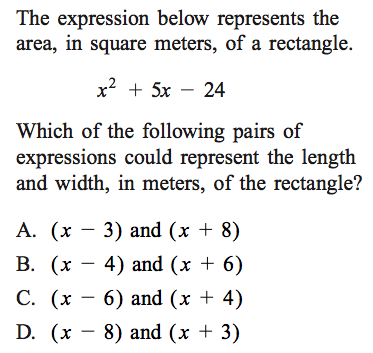 The expression below represents the
area, in square meters, of a rectangle.
x² + 5x − 24
Which of the following pairs of
expressions could represent the length
and width, in meters, of the rectangle?
A. (x − 3) and (x + 8)
B. (x − 4) and (x + 6)
C. (x − 6) and (x + 4)
D. (x − 8) and (x + 3)